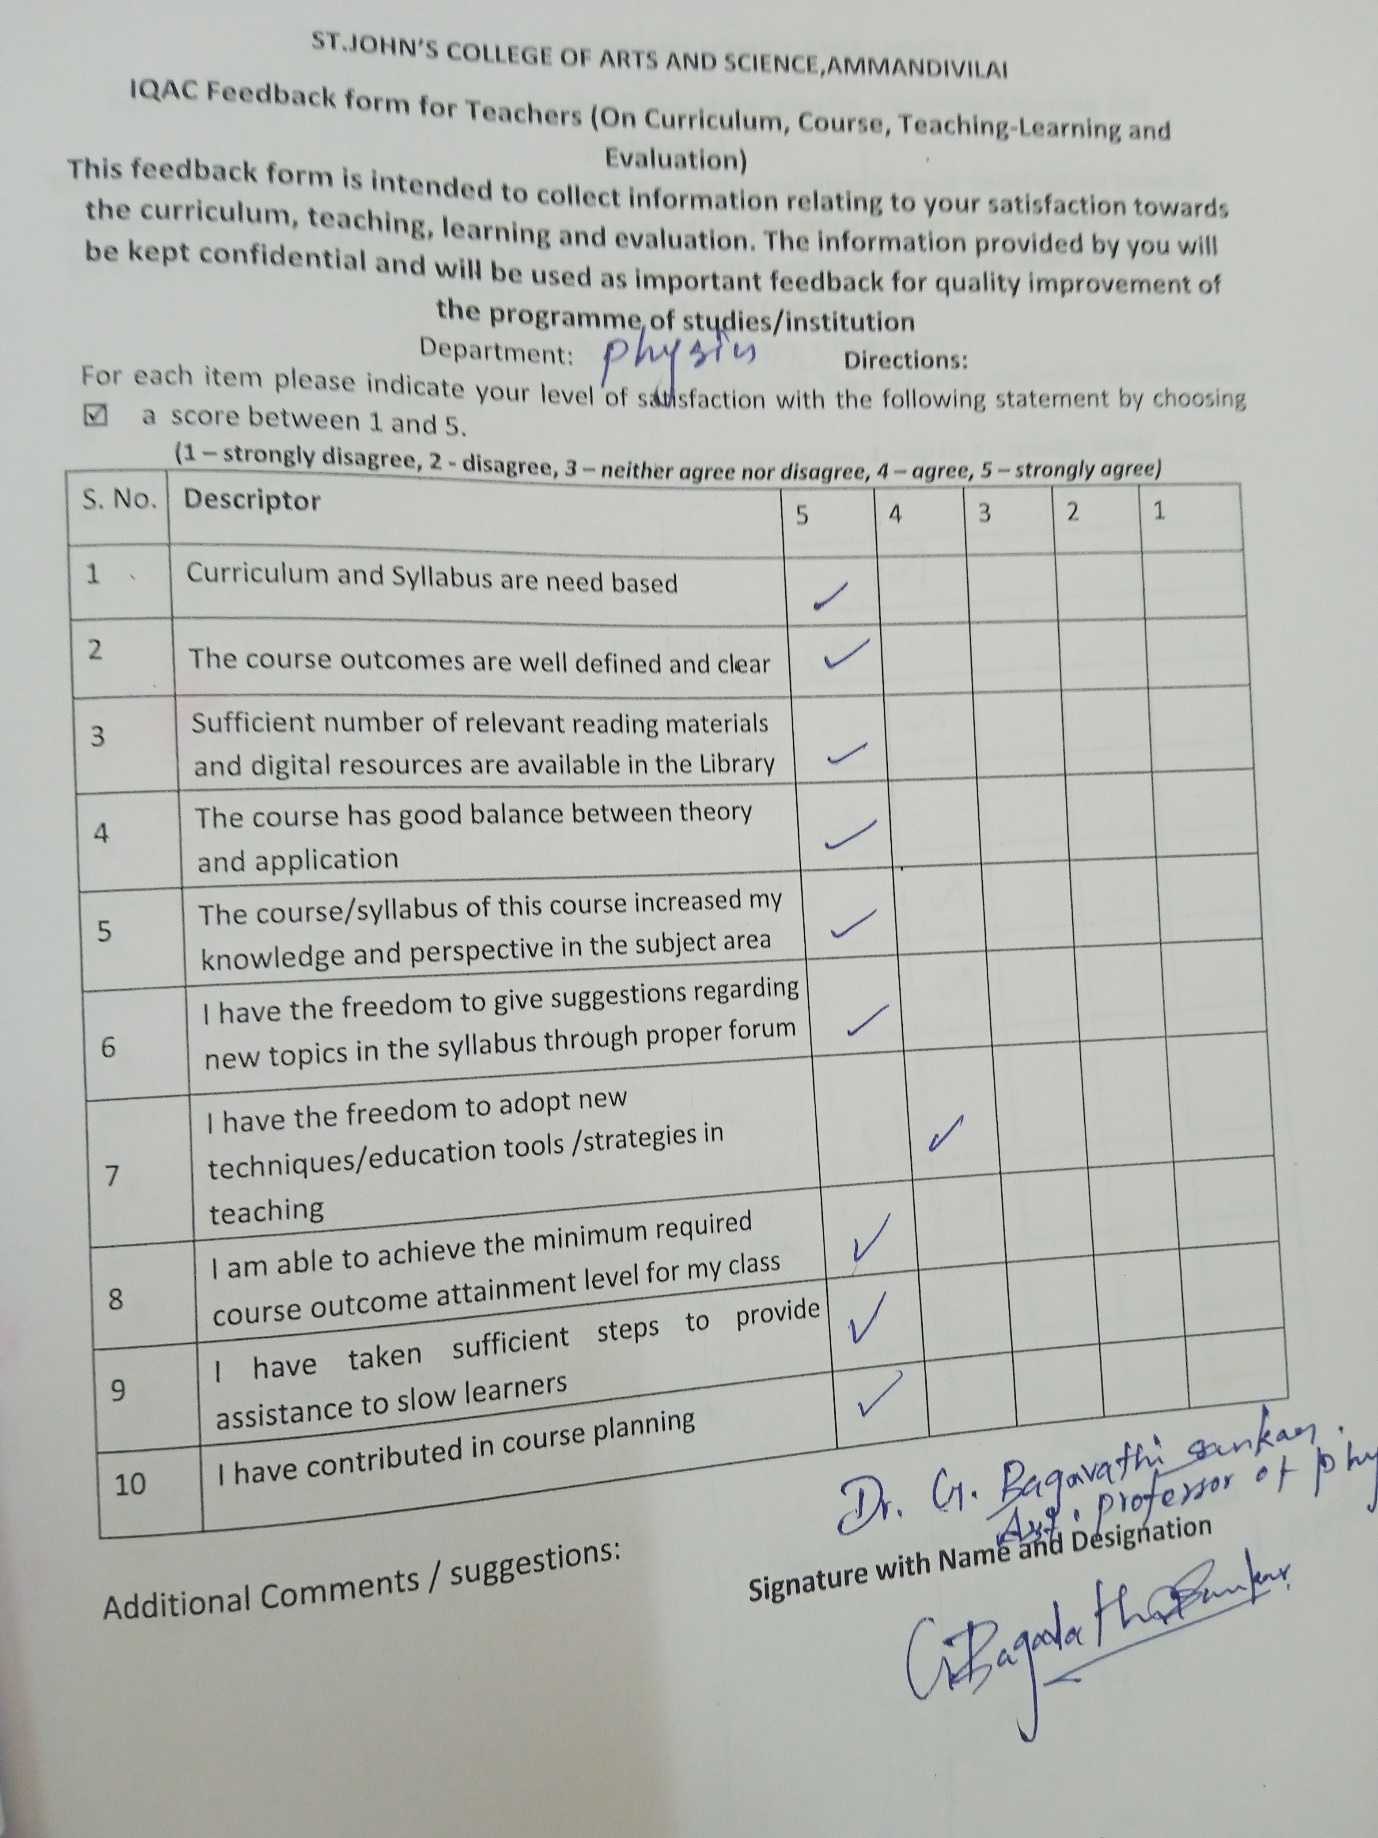 ST.JOHN'S COLLEGE OF ARTS AND SCIENCE,AMMANDIVILAI
IQAC Feedback form for Teachers (On Curriculum, Course, Teaching-Learning and
Evaluation)
This feedback form is intended to collect information relating to your satisfaction towards
the curriculum, teaching, learning and evaluation. The information provided by you will
be kept confidential and will be used as important feedback for quality improvement of
the programme of studies/institution
Department: physics Directions:
For each item please indicate your level of satisfaction with the following statement by choosing
☑ a score between 1 and 5.
(1 – strongly disagree, 2 - disagree, 3 – neither agree nor disagree, 4 – agree, 5 – strongly agree)
S. No. Descriptor 5 4 3 2 1
1 Curriculum and Syllabus are need based ✓
2 The course outcomes are well defined and clear ✓
Sufficient number of relevant reading materials
3 and digital resources are available in the Library ✓
The course has good balance between theory
4 and application ✓
The course/syllabus of this course increased my
5 knowledge and perspective in the subject area ✓
I have the freedom to give suggestions regarding
6 new topics in the syllabus through proper forum ✓
I have the freedom to adopt new
7 techniques/education tools /strategies in ✓
teaching
I am able to achieve the minimum required
8 course outcome attainment level for my class ✓
I have taken sufficient steps to provide
9 assistance to slow learners ✓
10 I have contributed in course planning ✓
Dr. G. Bagavathi Sankar.
Asst. professor of phy
Additional Comments / suggestions:
Signature with Name and Designation
G. Bagavathi Sankar